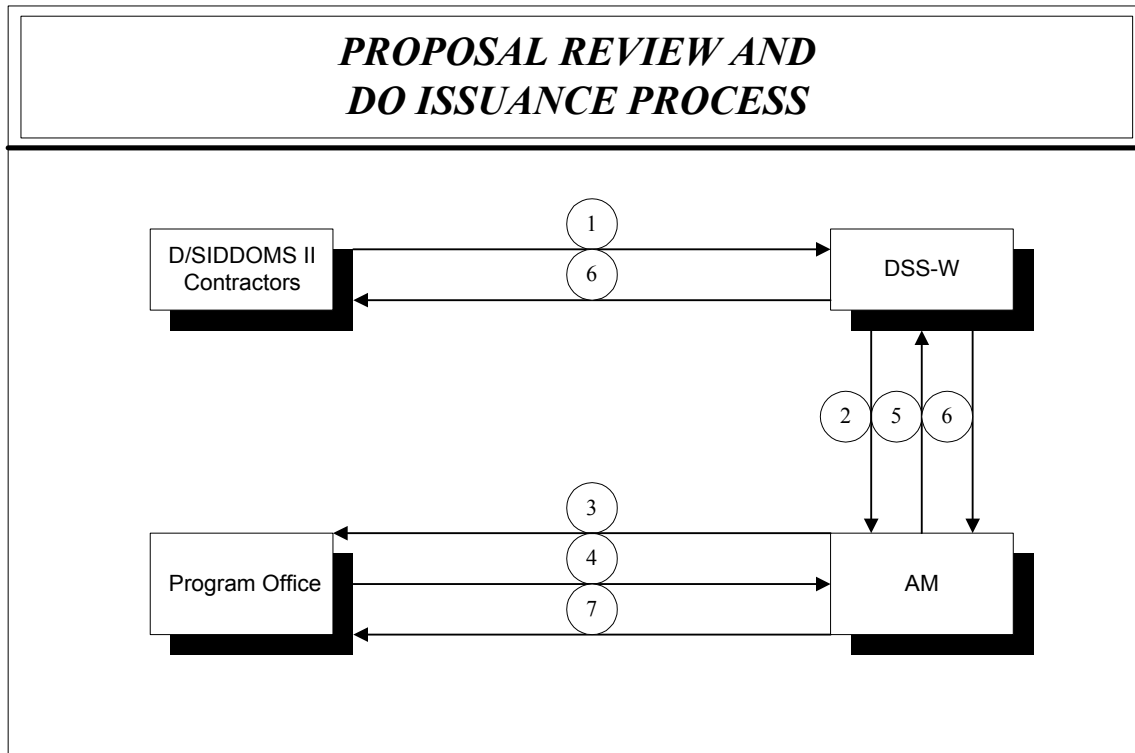 PROPOSAL REVIEW AND
DO ISSUANCE PROCESS
D/SIDDOMS II
Contractors
1
6
DSS-W
2
5
6
Program Office
3
4
7
AM